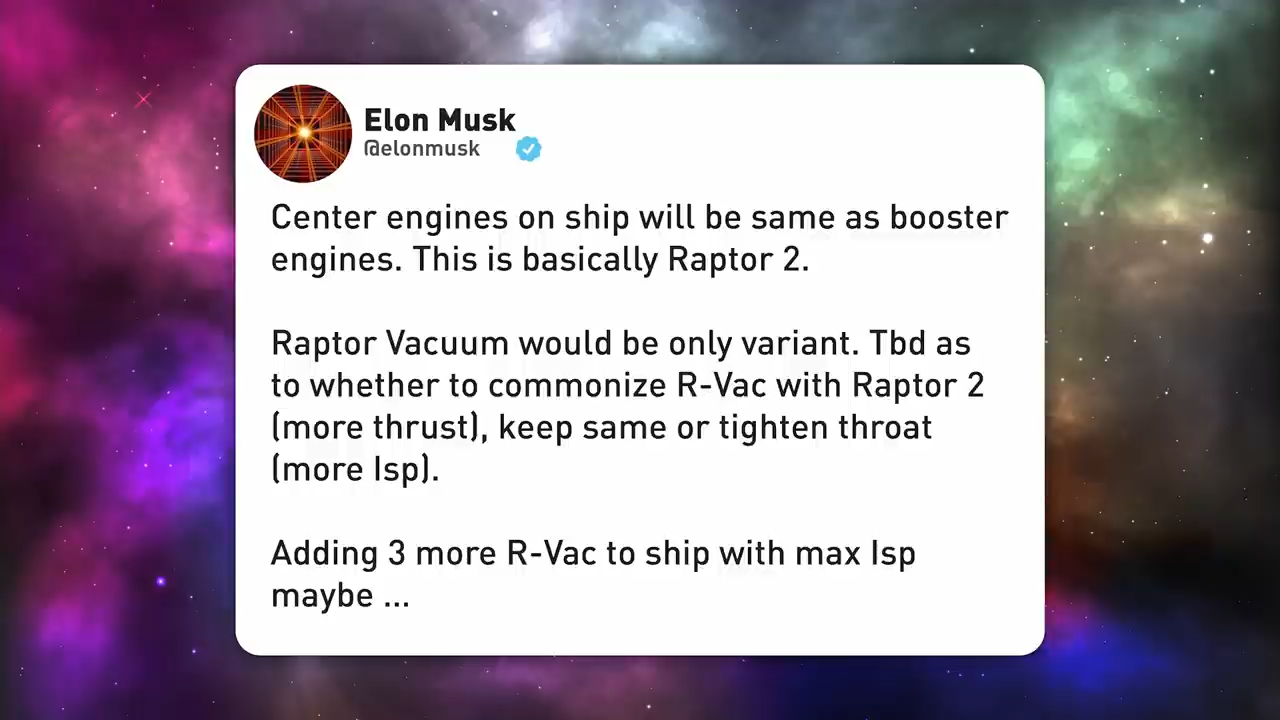 Elon Musk
@elonmusk
Center engines on ship will be same as booster
engines. This is basically Raptor 2.
Raptor Vacuum would be only variant. Tbd as
to whether to commonize R-Vac with Raptor 2
(more thrust), keep same or tighten throat
(more Isp).
Adding 3 more R-Vac to ship with max Isp
maybe ...